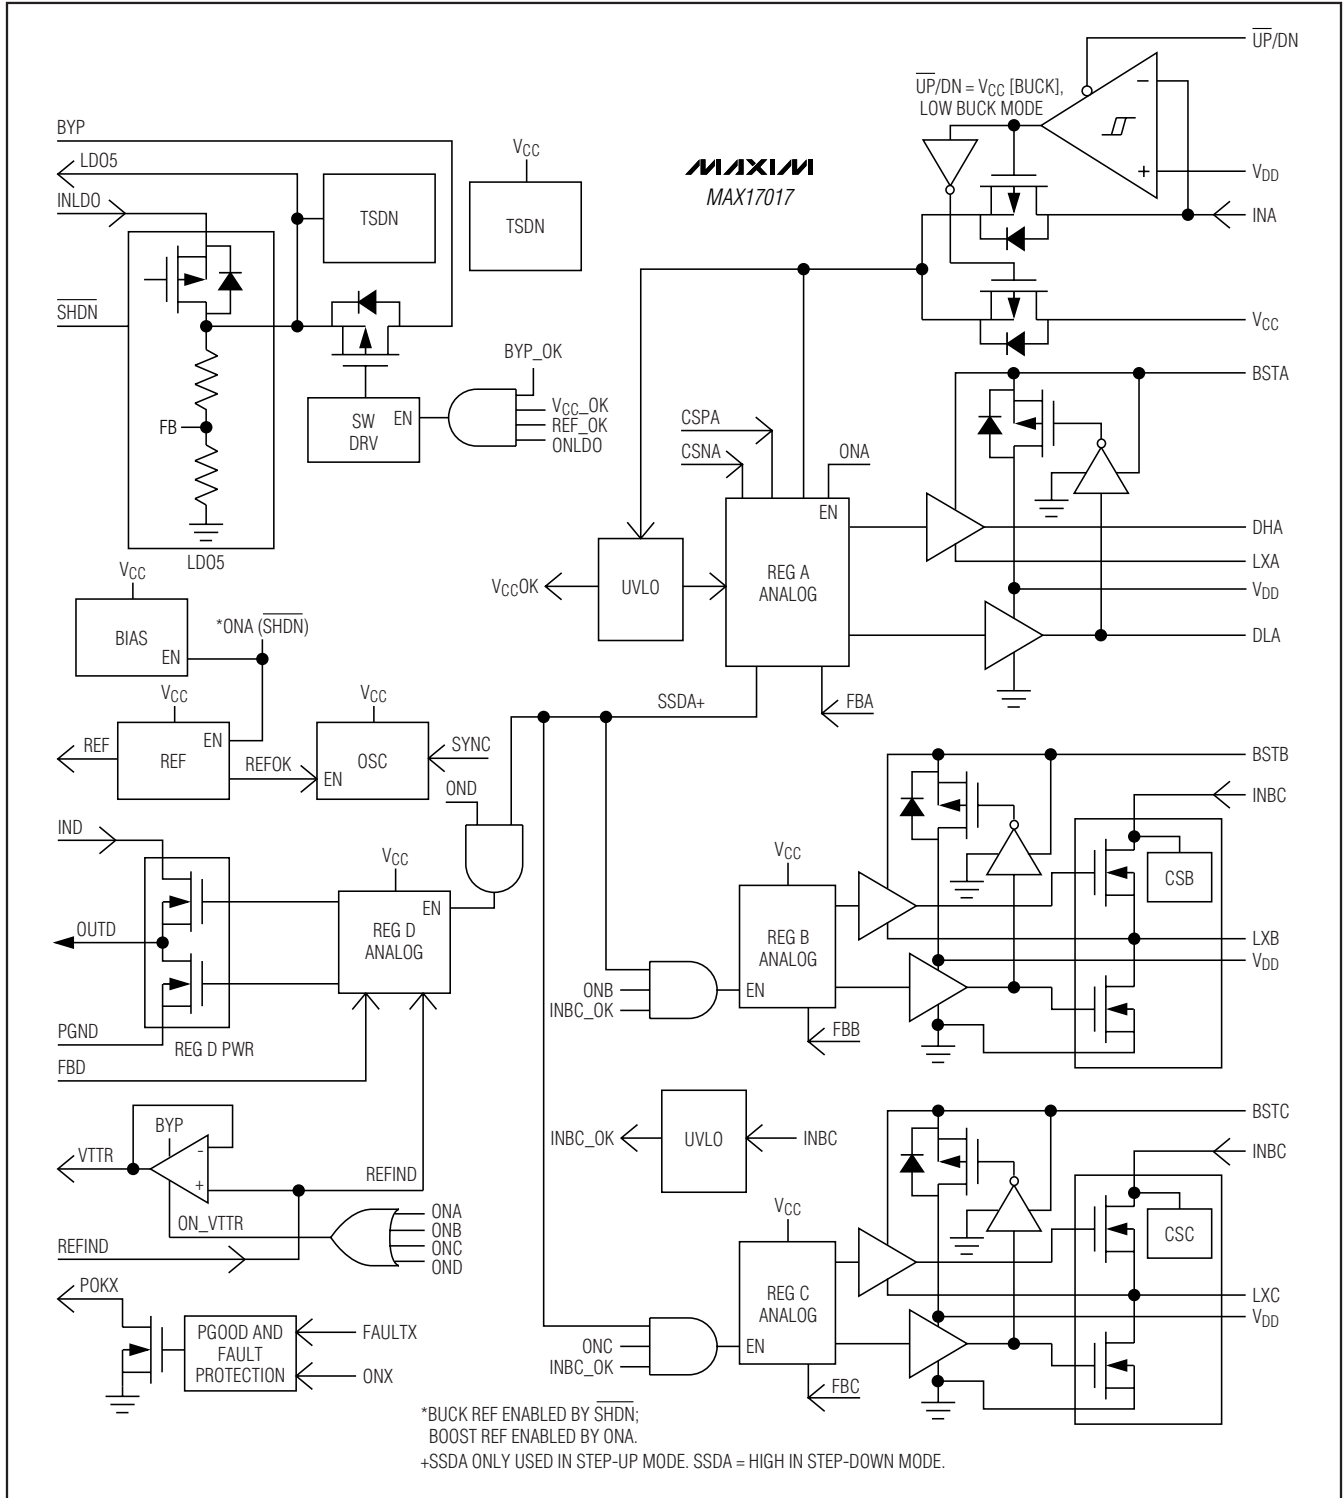 UP/DN
UP/DN = VCC [BUCK],
LOW BUCK MODE
-
+
VDD
INA
VCC
BYP
LDO5
INLDO
SHDN
TSDN
VCC
TSDN
MAXIM
MAX17017
FB
LDO5
SW
DRV
EN
BYP_OK
VCC_OK
REF_OK
ONLDO
CSPA
CSNA
ONA
EN
REG A
ANALOG
UVLO
VCCOK
FBA
SSDA+
BSTA
DHA
LXA
VDD
DLA
VCC
BIAS
EN
*ONA (SHDN)
VCC
REF
EN
REF
REFOK
VCC
OSC
EN
SYNC
OND
IND
OUTD
PGND
REG D PWR
FBD
VCC
EN
REG D
ANALOG
BSTB
INBC
CSB
LXB
VDD
VCC
REG B
ANALOG
EN
ONB
INBC_OK
FBB
VTTR
BYP
-
+
REFIND
ON_VTTR
ONA
ONB
ONC
OND
REFIND
INBC_OK
UVLO
INBC
BSTC
INBC
CSC
LXC
VDD
VCC
REG C
ANALOG
EN
ONC
INBC_OK
FBC
POKX
PGOOD AND
FAULT
PROTECTION
FAULTX
ONX
*BUCK REF ENABLED BY SHDN;
BOOST REF ENABLED BY ONA.
+SSDA ONLY USED IN STEP-UP MODE. SSDA = HIGH IN STEP-DOWN MODE.